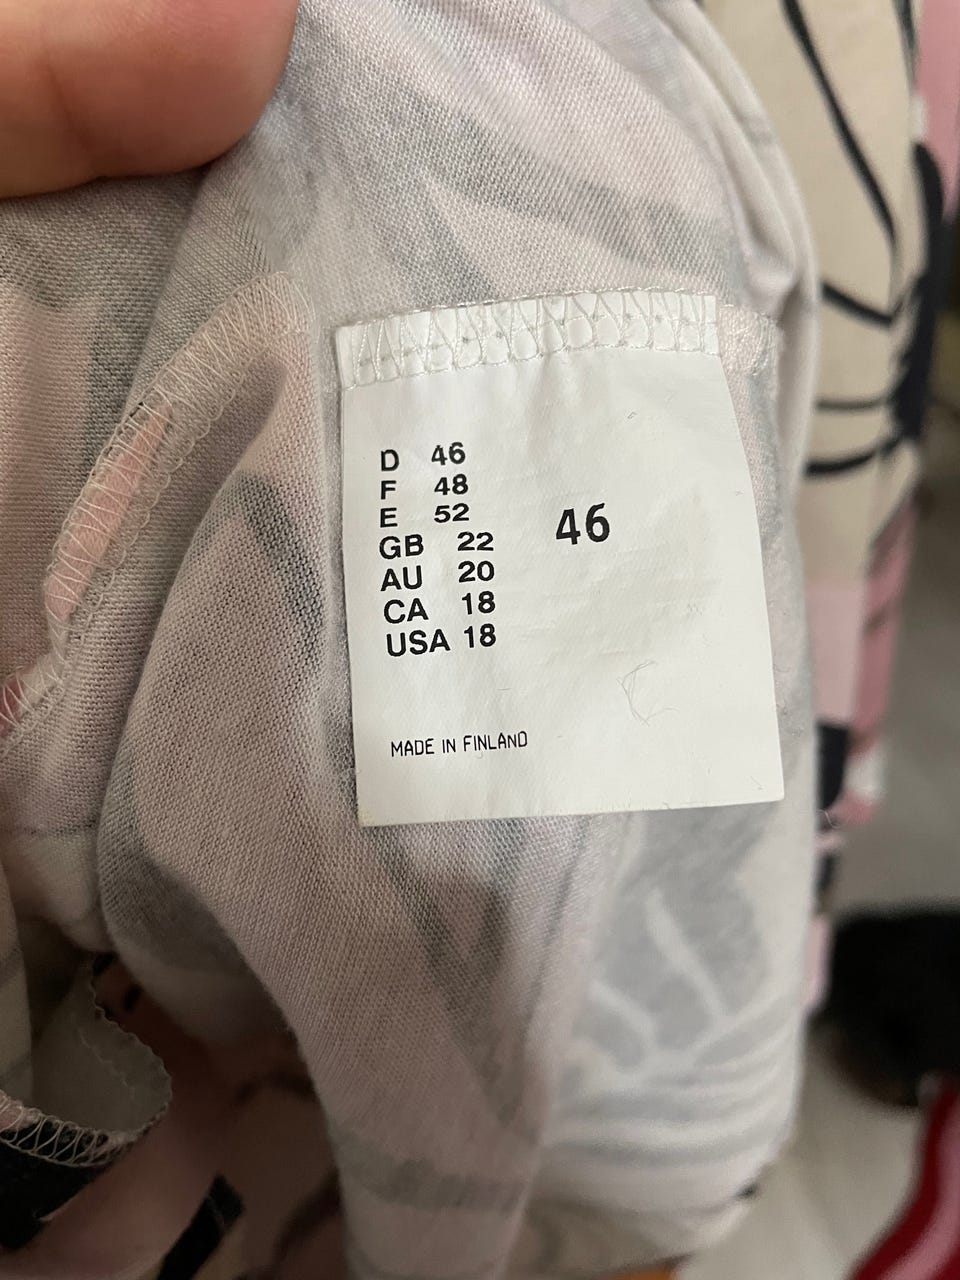 D 46
F 48
E 52
GB 22
AU 20
CA 18
USA 18
46
MADE IN FINLAND